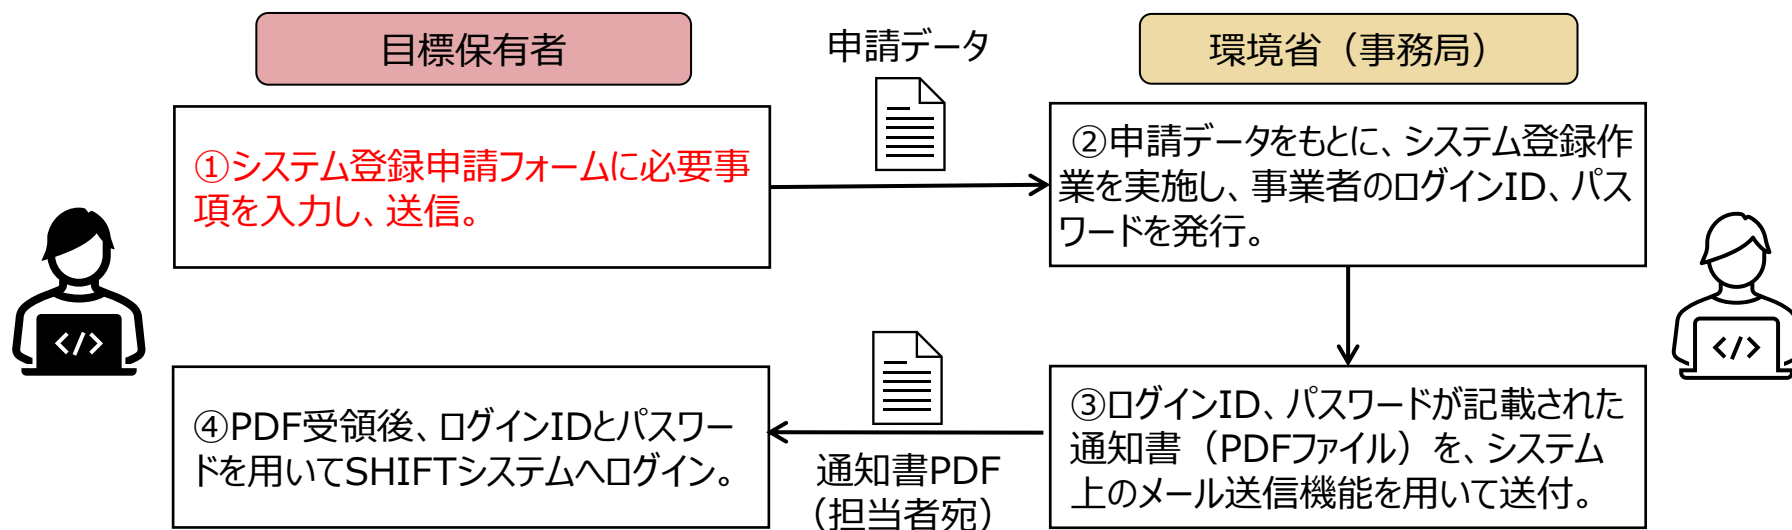 目標保有者
申請データ
環境省（事務局）
①システム登録申請フォームに必要事
項を入力し、送信。
②申請データをもとに、システム登録作
業を実施し、事業者のログインID、パス
ワードを発行。
</>
</>
③ログインID、パスワードが記載された
通知書（PDFファイル）を、システム
上のメール送信機能を用いて送付。
通知書PDF
（担当者宛）
④PDF受領後、ログインIDとパスワー
ドを用いてSHIFTシステムへログイン。